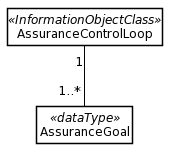 «InformationObjectClass»
AssuranceControlLoop
1
1..*
«dataType»
AssuranceGoal